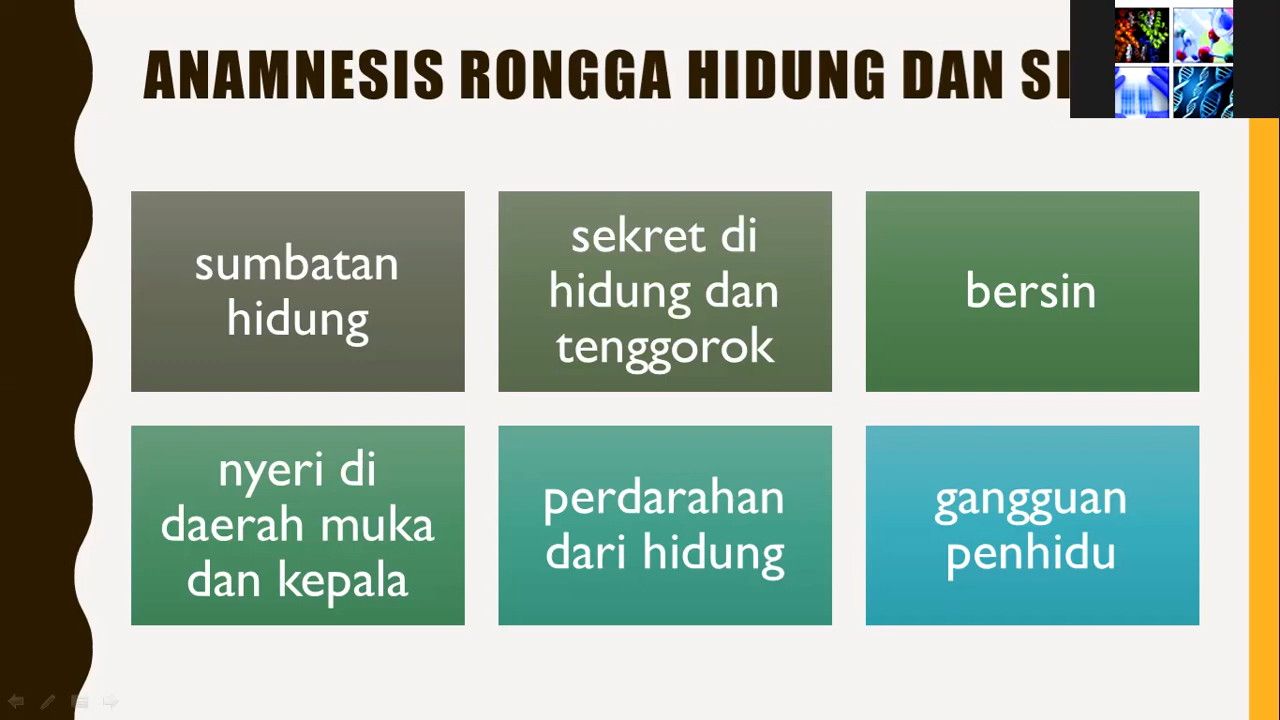 ANAMNESIS RONGGA HIDUNG DAN
sumbatan
hidung
sekret di
hidung dan
tenggorok
bersin
nyeri di
daerah muka
dan kepala
perdarahan
dari hidung
gangguan
penhidu